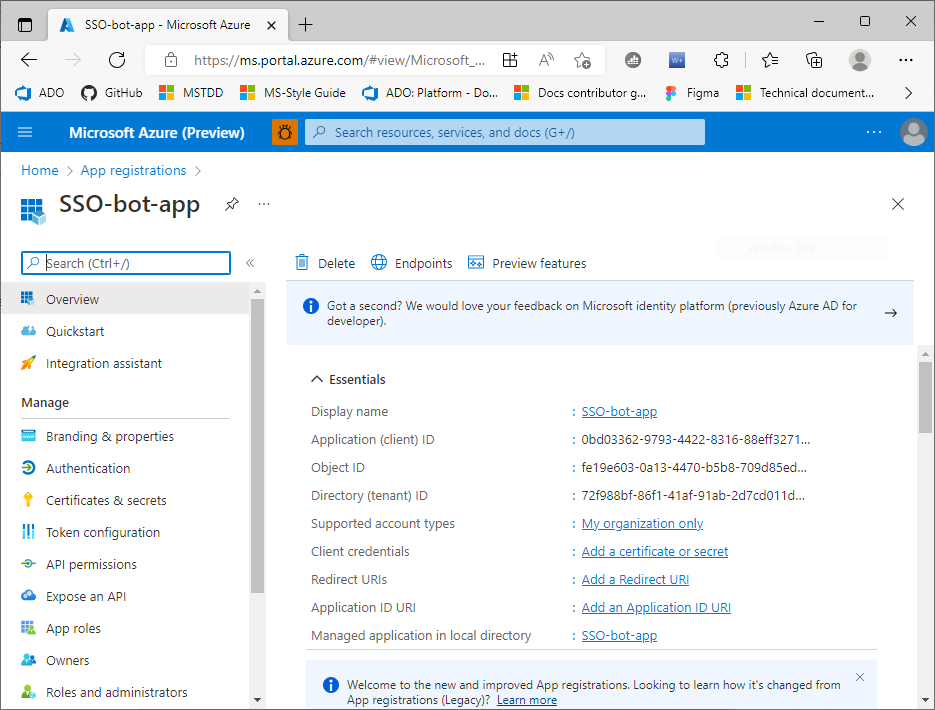 SSO-bot-app - Microsoft Azure
https://ms.portal.azure.com/#view/Microsoft_...
ADO GitHub MSTDD MS-Style Guide ADO: Platform - Do... Docs contributor g... Figma Technical document...
Microsoft Azure (Preview) Search resources, services, and docs (G+/)
Home > App registrations >
SSO-bot-app
Search (Ctrl+/)
Delete Endpoints Preview features
Window Snip
Overview
Quickstart
Integration assistant
Manage
Branding & properties
Authentication
Certificates & secrets
Token configuration
API permissions
Expose an API
App roles
Owners
Roles and administrators
Got a second? We would love your feedback on Microsoft identity platform (previously Azure AD for
developer).
Essentials
Display name : SSO-bot-app
Application (client) ID : 0bd03362-9793-4422-8316-88eff3271...
Object ID : fe19e603-0a13-4470-b5b8-709d85ed...
Directory (tenant) ID : 72f988bf-86f1-41af-91ab-2d7cd011d...
Supported account types : My organization only
Client credentials : Add a certificate or secret
Redirect URIs : Add a Redirect URI
Application ID URI : Add an Application ID URI
Managed application in local directory : SSO-bot-app
Welcome to the new and improved App registrations. Looking to learn how it's changed from
App registrations (Legacy)? Learn more